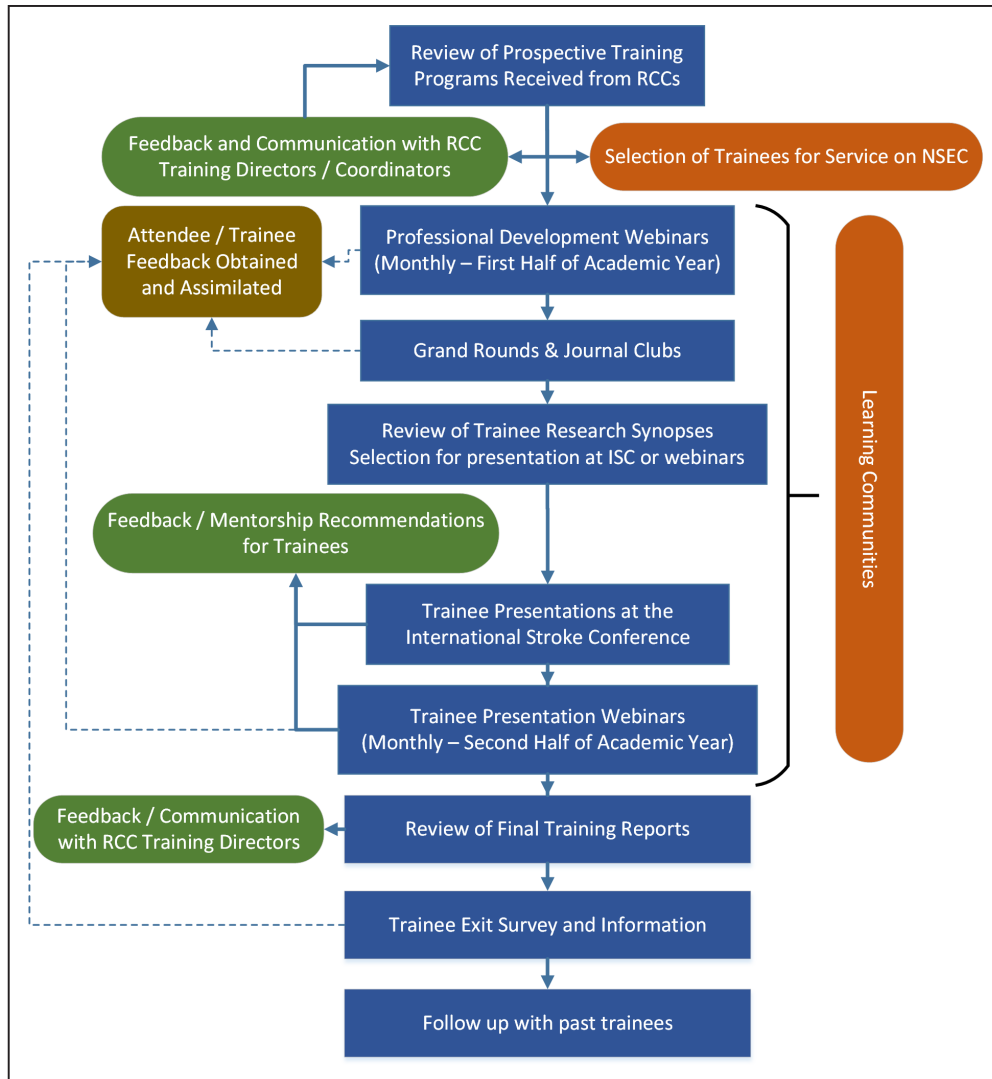 Review of Prospective Training
Programs Received from RCCs
Feedback and Communication with RCC
Training Directors / Coordinators
Selection of Trainees for Service on NSEC
Attendee / Trainee
Feedback Obtained
and Assimilated
Professional Development Webinars
(Monthly – First Half of Academic Year)
Grand Rounds & Journal Clubs
Review of Trainee Research Synopses
Selection for presentation at ISC or webinars
Learning Communities
Feedback / Mentorship Recommendations
for Trainees
Trainee Presentations at the
International Stroke Conference
Trainee Presentation Webinars
(Monthly – Second Half of Academic Year)
Feedback / Communication
with RCC Training Directors
Review of Final Training Reports
Trainee Exit Survey and Information
Follow up with past trainees